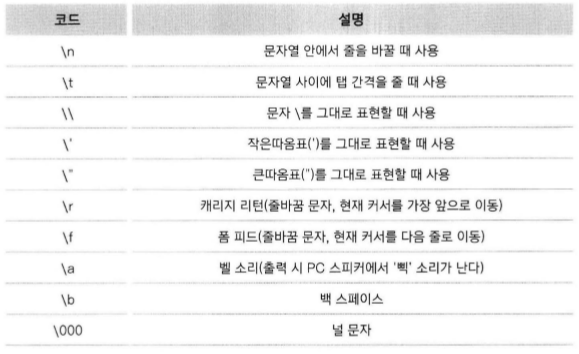 코드 설명
\n 문자열 안에서 줄을 바꿀 때 사용
\t 문자열 사이에 탭 간격을 줄 때 사용
\\ 문자 \를 그대로 표현할 때 사용
\' 작은따옴표(')를 그대로 표현할 때 사용
\" 큰따옴표(")를 그대로 표현할 때 사용
\r 캐리지 리턴(줄바꿈 문자, 현재 커서를 가장 앞으로 이동)
\f 폼 피드(줄바꿈 문자, 현재 커서를 다음 줄로 이동)
\a 벨 소리(출력 시 PC 스피커에서 '삑' 소리가 난다)
\b 백 스페이스
\000 널 문자